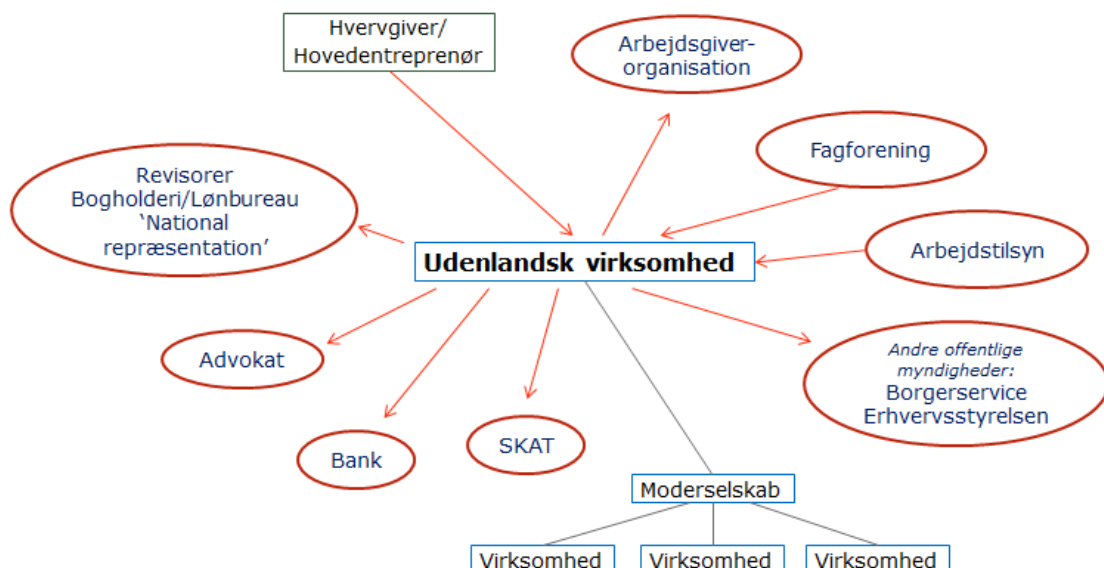 Hvervgiver/
Hovedentreprenør
Arbejdsgiver-
organisation
Fagforening
Revisorer
Bogholderi/Lønbureau
‘National
repræsentation’
Udenlandsk virksomhed
Arbejdstilsyn
Advokat
Andre offentlige
myndigheder:
Borgerservice
Erhvervsstyrelsen
Bank
SKAT
Moderselskab
Virksomhed
Virksomhed
Virksomhed